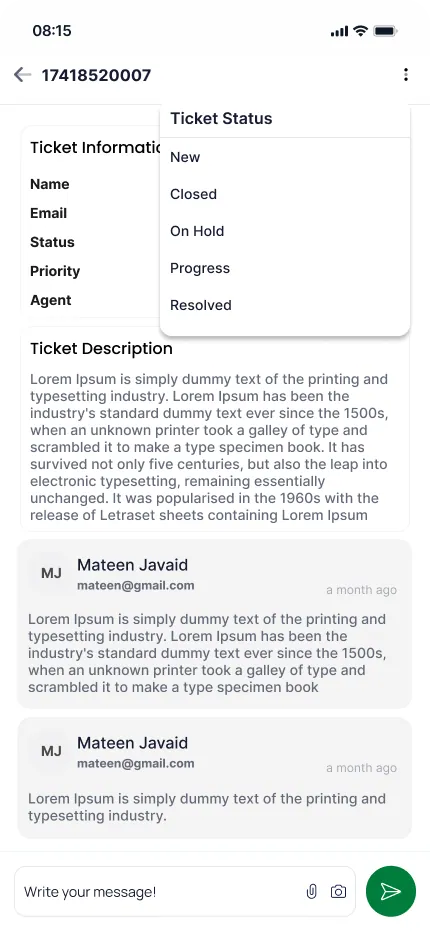 08:15
17418520007
Ticket Status
Ticket Informatic
New
Name
Closed
Email
On Hold
Status
Progress
Priority
Resolved
Agent
Ticket Description
Lorem Ipsum is simply dummy text of the printing and
typesetting industry. Lorem Ipsum has been the
industry's standard dummy text ever since the 1500s,
when an unknown printer took a galley of type and
scrambled it to make a type specimen book. It has
survived not only five centuries, but also the leap into
electronic typesetting, remaining essentially
unchanged. It was popularised in the 1960s with the
release of Letraset sheets containing Lorem Ipsum
MJ
Mateen Javaid
mateen@gmail.com
a month ago
Lorem Ipsum is simply dummy text of the printing and
typesetting industry. Lorem Ipsum has been the
industry's standard dummy text ever since the 1500s,
when an unknown printer took a galley of type and
scrambled it to make a type specimen book
MJ
Mateen Javaid
mateen@gmail.com
a month ago
Lorem Ipsum is simply dummy text of the printing and
typesetting industry.
Write your message!